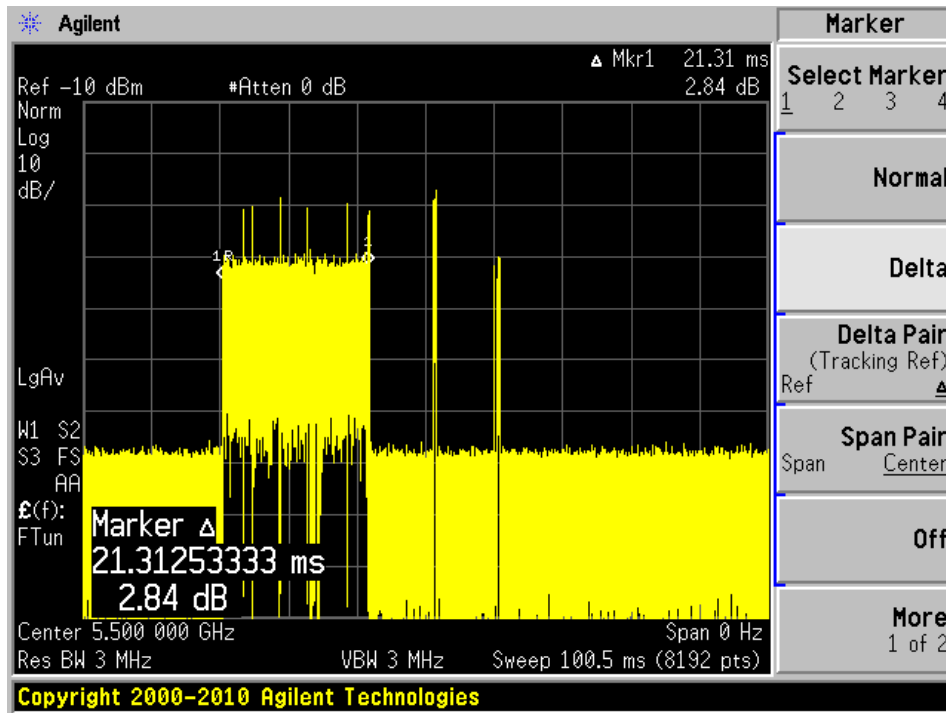 Agilent
Marker
Δ Mkr1 21.31 ms
Ref -10 dBm #Atten 0 dB 2.84 dB
Norm
Log
10
dB/
1R
1
LgAv
W1 S2
S3 FS
AA
£(f):
FTun
Marker Δ
21.31253333 ms
2.84 dB
Center 5.500 000 GHz Span 0 Hz
Res BW 3 MHz VBW 3 MHz Sweep 100.5 ms (8192 pts)
Copyright 2000-2010 Agilent Technologies
Select Marker
1 2 3 4
Normal
Delta
Delta Pair
(Tracking Ref)
Ref Δ
Span Pair
Span Center
Off
More
1 of 2